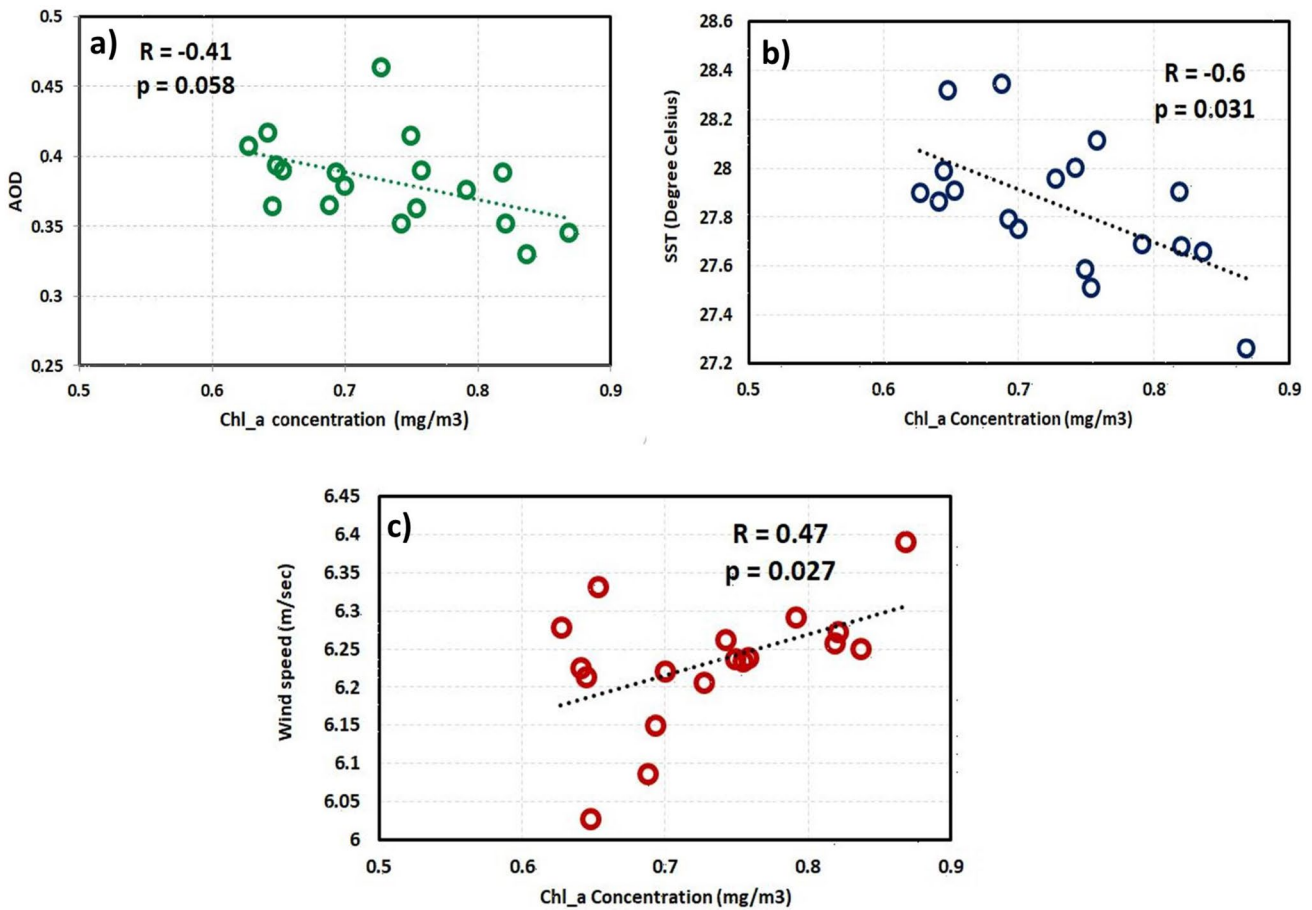 a)
R = -0.41
p = 0.058
0.5
0.45
0.4
0.35
0.3
0.25
AOD
0.5 0.6 0.7 0.8 0.9
Chl_a concentration (mg/m3)
b)
R = -0.6
p = 0.031
28.6
28.4
28.2
28
27.8
27.6
27.4
27.2
SST (Degree Celsius)
0.5 0.6 0.7 0.8 0.9
Chl_a Concentration (mg/m3)
c)
R = 0.47
p = 0.027
6.45
6.4
6.35
6.3
6.25
6.2
6.15
6.1
6.05
6
Wind speed (m/sec)
0.5 0.6 0.7 0.8 0.9
Chl_a Concentration (mg/m3)